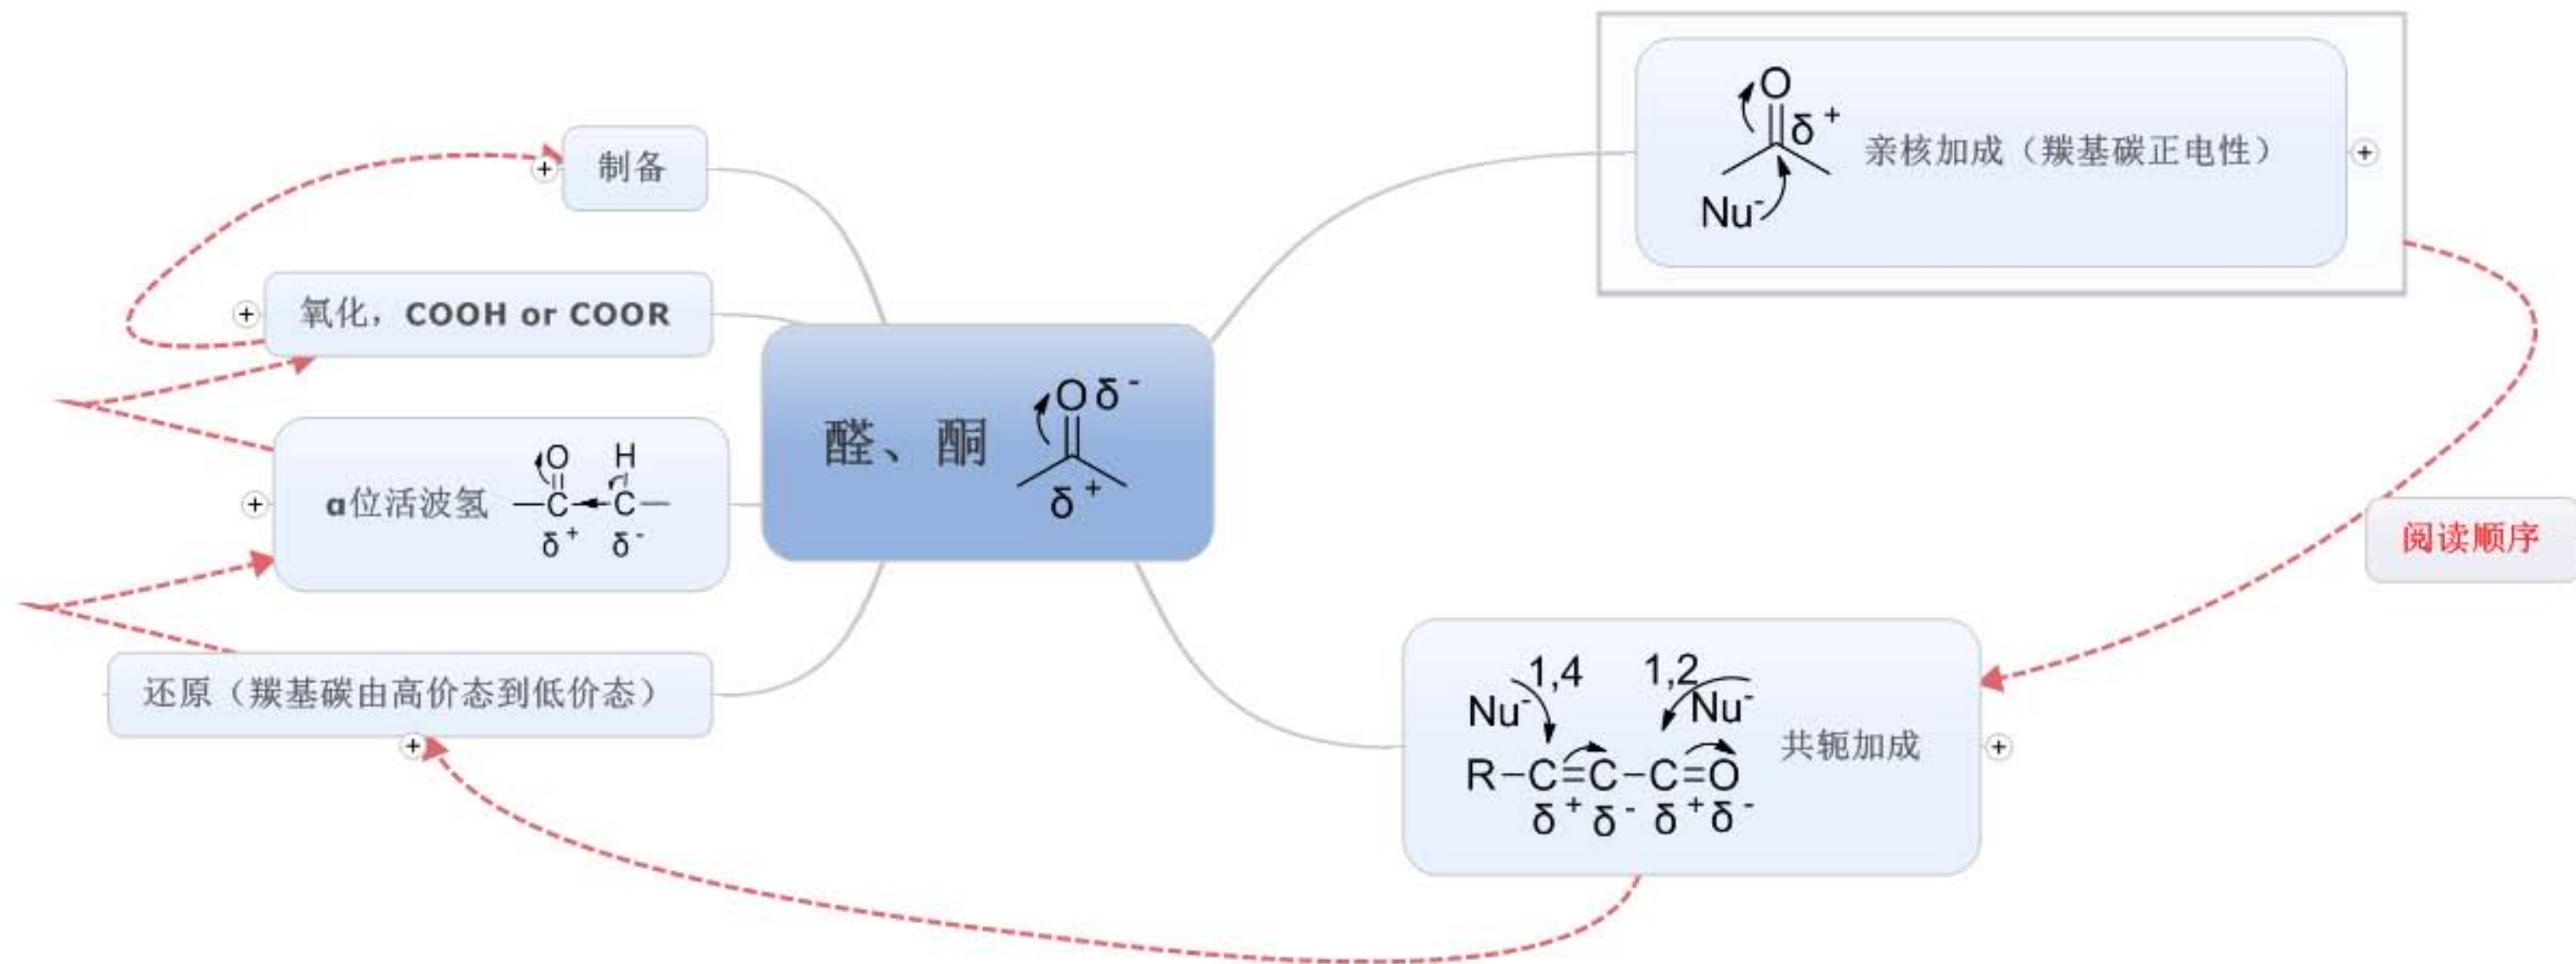 制备
氧化，COOH or COOR
α位活波氢
O H
C C
δ+ δ-
还原（羰基碳由高价态到低价态）
醛、酮
O δ-
δ+
O
δ+
Nu-
亲核加成（羰基碳正电性）
阅读顺序
1,4 1,2
Nu- Nu-
R-C=C-C=O
δ+ δ- δ+ δ-
共轭加成